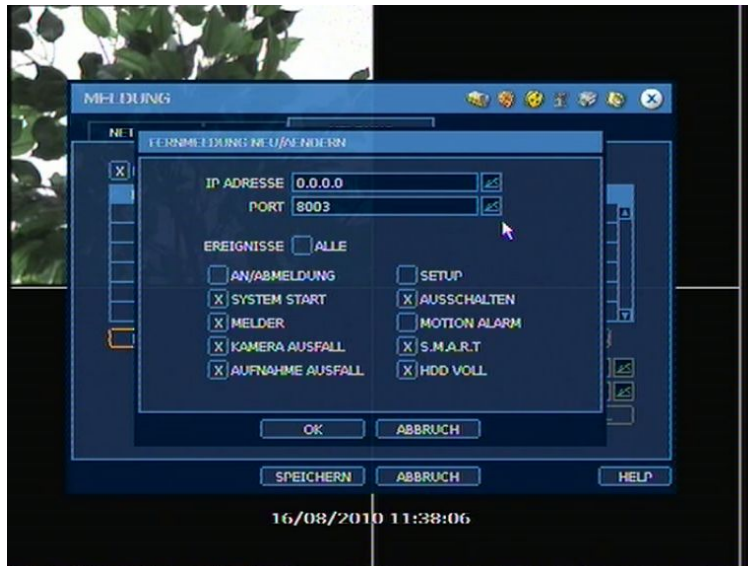 MELDUNG
NET
FERNMELDUNG NEU/AENDERN
X
IP ADRESSE 0.0.0.0
PORT 8003
EREIGNISSE ALLE
AN/ABMELDUNG SETUP
X SYSTEM START X AUSSCHALTEN
X MELDER MOTION ALARM
X KAMERA AUSFALL X S.M.A.R.T
X AUFNAHME AUSFALL X HDD VOLL
OK ABBRUCH
SPEICHERN ABBRUCH HELP
16/08/2010 11:38:06